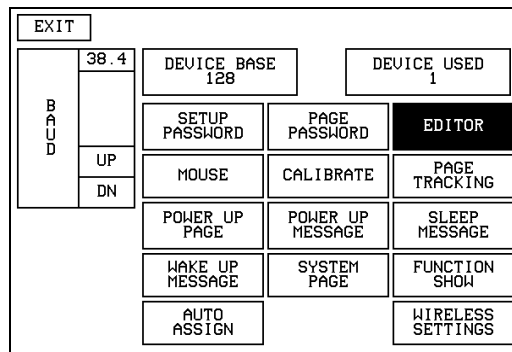 EXIT
38.4
DEVICE BASE
128
DEVICE USED
1
BAUD
UP
DN
SETUP
PASSWORD
PAGE
PASSWORD
EDITOR
MOUSE
CALIBRATE
PAGE
TRACKING
POWER UP
PAGE
POWER UP
MESSAGE
SLEEP
MESSAGE
WAKE UP
MESSAGE
SYSTEM
PAGE
FUNCTION
SHOW
AUTO
ASSIGN
WIRELESS
SETTINGS